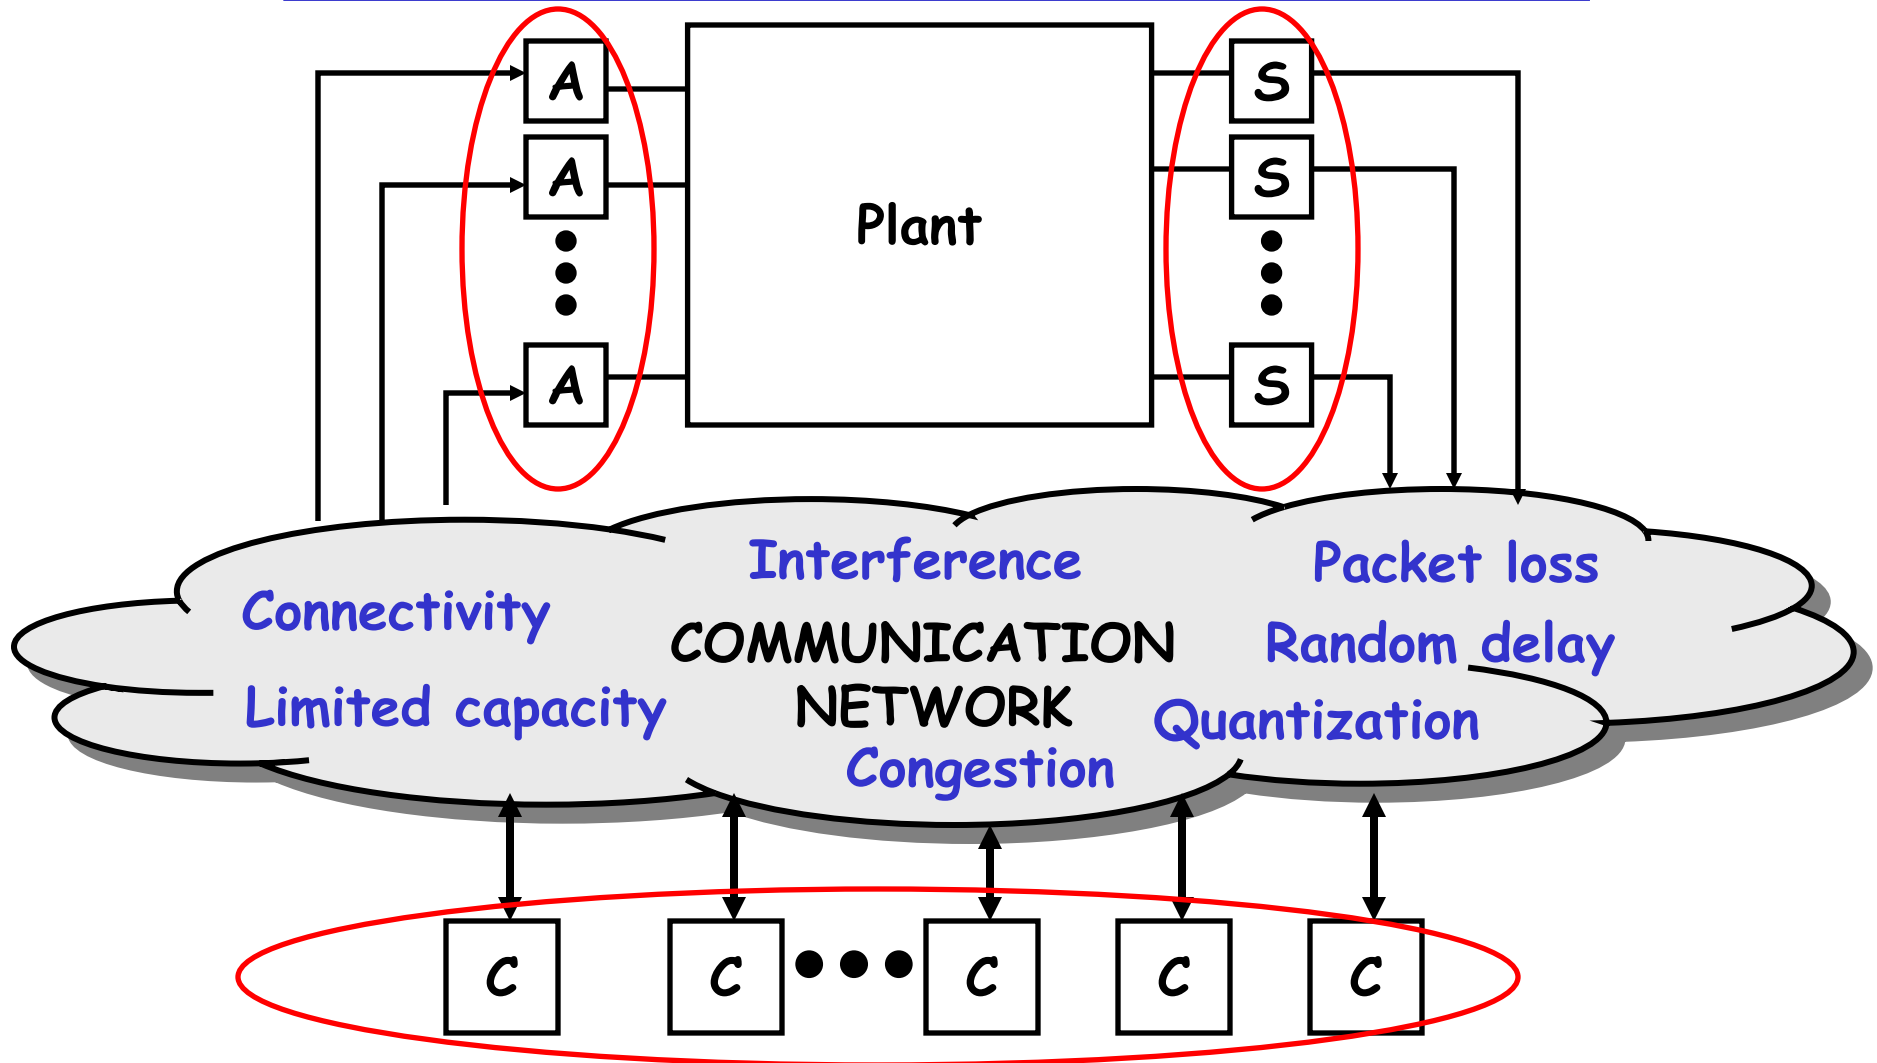 A
S
A
S
Plant
A
S
Interference
Packet loss
Connectivity
COMMUNICATION
Random delay
Limited capacity
NETWORK
Quantization
Congestion
C
C
C
C
C